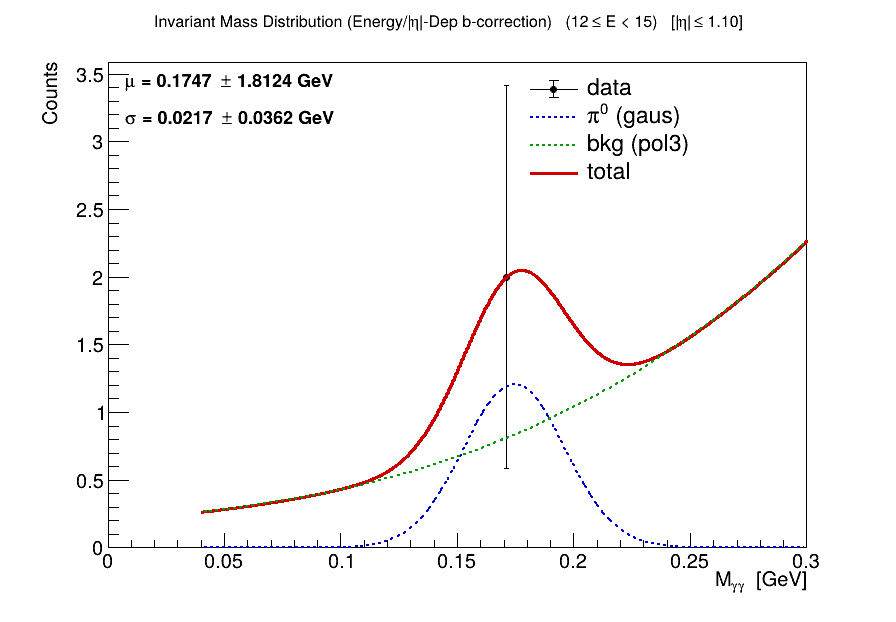 Invariant Mass Distribution (Energy/|η|-Dep b-correction) (12 ≤ E < 15) [|η| ≤ 1.10]
Counts
μ = 0.1747 ± 1.8124 GeV
σ = 0.0217 ± 0.0362 GeV
data
π⁰ (gaus)
bkg (pol3)
total
3.5
3
2.5
2
1.5
1
0.5
0
0 0.05 0.1 0.15 0.2 0.25 0.3
M_γγ [GeV]